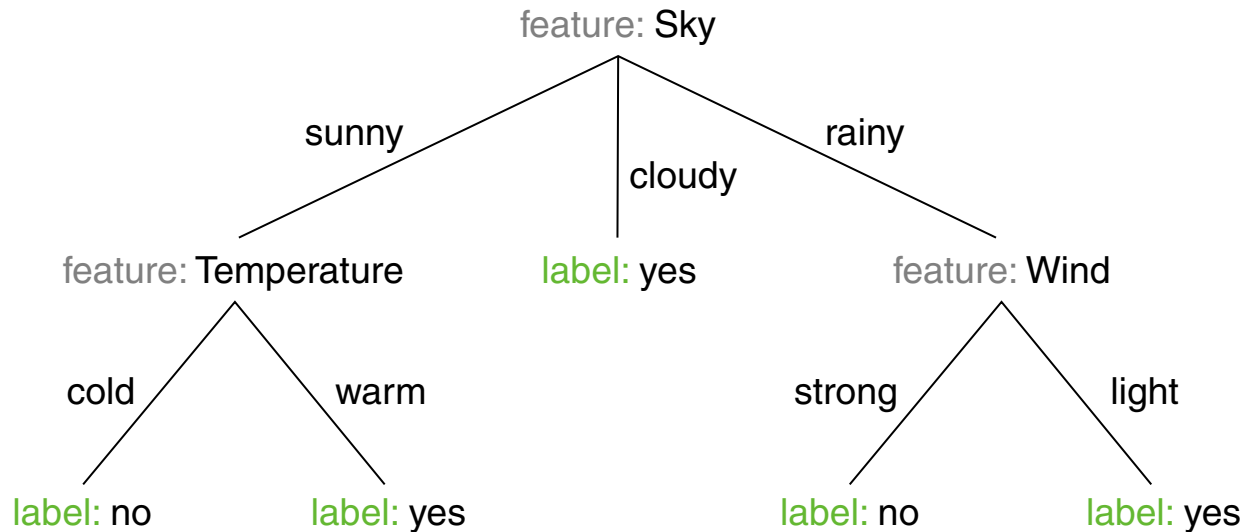 feature: Sky
sunny
rainy
cloudy
feature: Temperature
label: yes
feature: Wind
cold
warm
strong
light
label: no
label: yes
label: no
label: yes